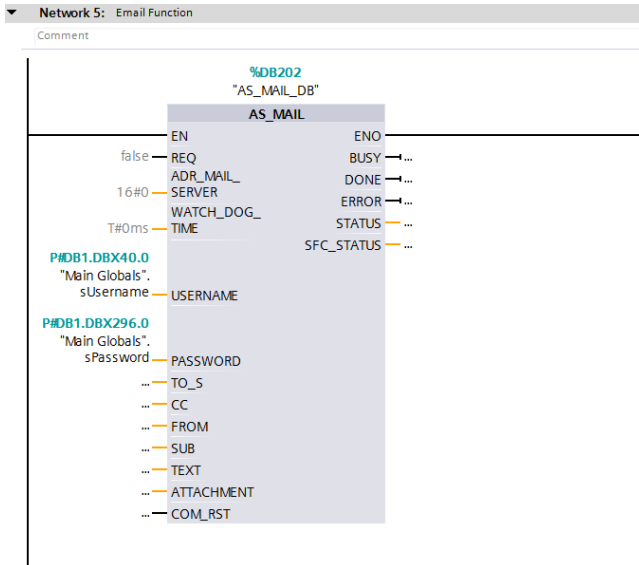 Network 5: Email Function
Comment
%DB202
"AS_MAIL_DB"
AS_MAIL
EN ENO
false REQ BUSY ...
ADR_MAIL_
16#0 SERVER DONE ...
ERROR ...
WATCH_DOG_
T#0ms TIME STATUS ...
SFC_STATUS ...
P#DB1.DBX40.0
"Main Globals".
sUsername USERNAME
P#DB1.DBX296.0
"Main Globals".
sPassword PASSWORD
... TO_S
... CC
... FROM
... SUB
... TEXT
... ATTACHMENT
... COM_RST